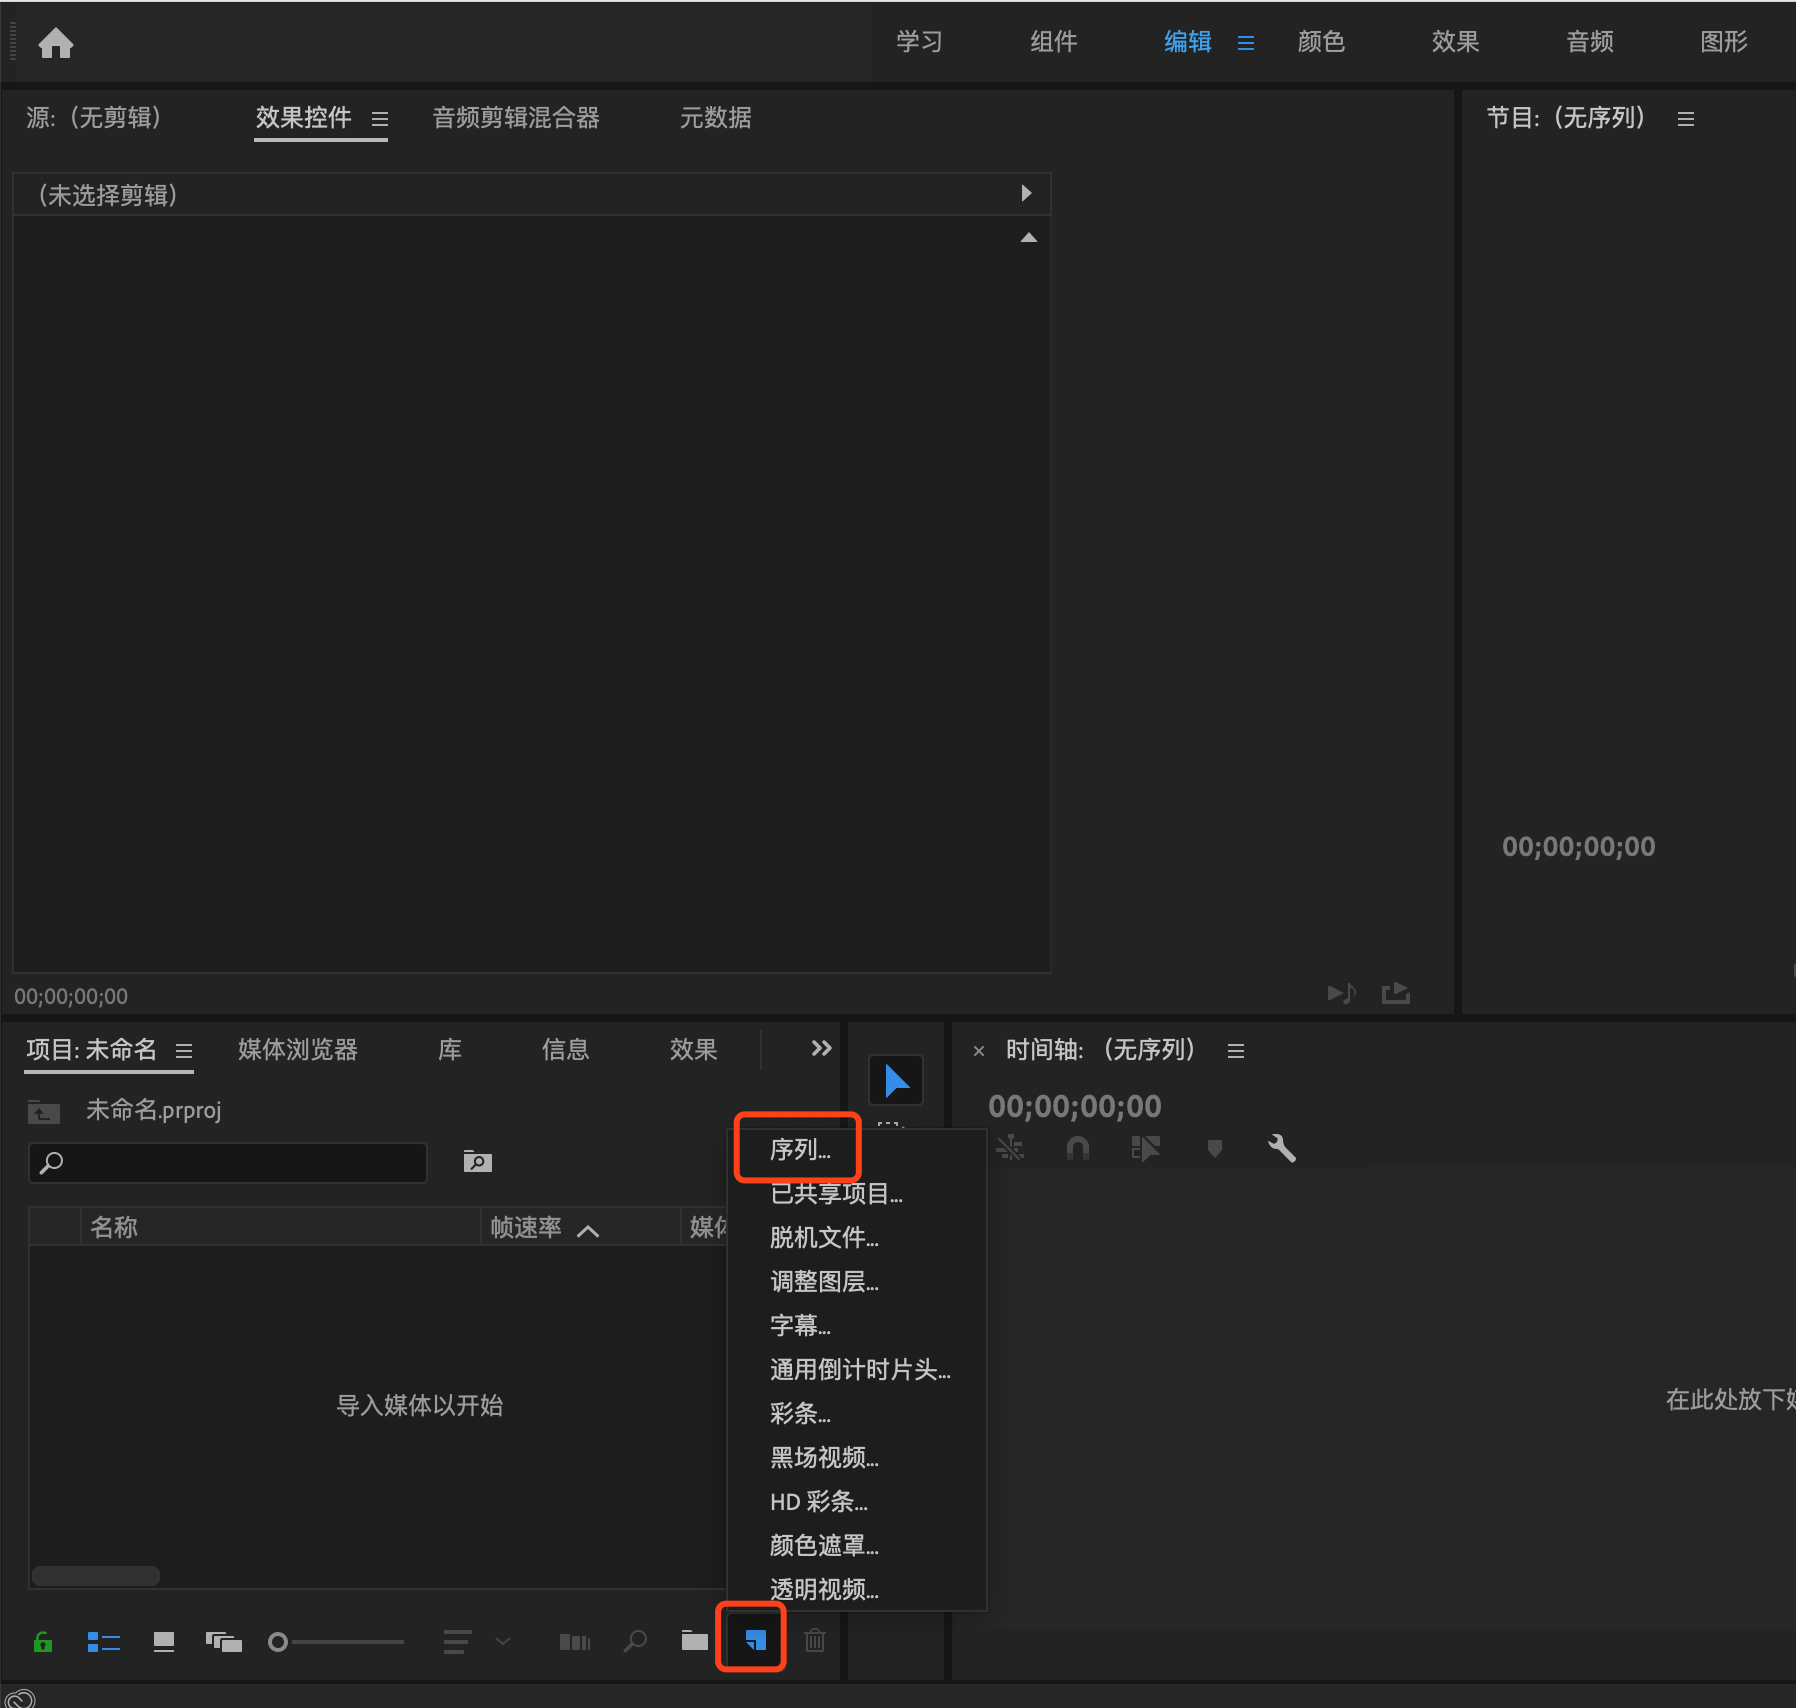 学习 组件 编辑 颜色 效果 音频 图形
源:（无剪辑） 效果控件 音频剪辑混合器 元数据
节目:（无序列）
（未选择剪辑）
00;00;00;00
00;00;00;00
项目: 未命名 媒体浏览器 库 信息 效果
× 时间轴: （无序列）
未命名.prproj
00;00;00;00
名称 帧速率 媒体
导入媒体以开始
序列...
已共享项目...
脱机文件...
调整图层...
字幕...
通用倒计时片头...
彩条...
黑场视频...
HD 彩条...
颜色遮罩...
透明视频...
在此处放下